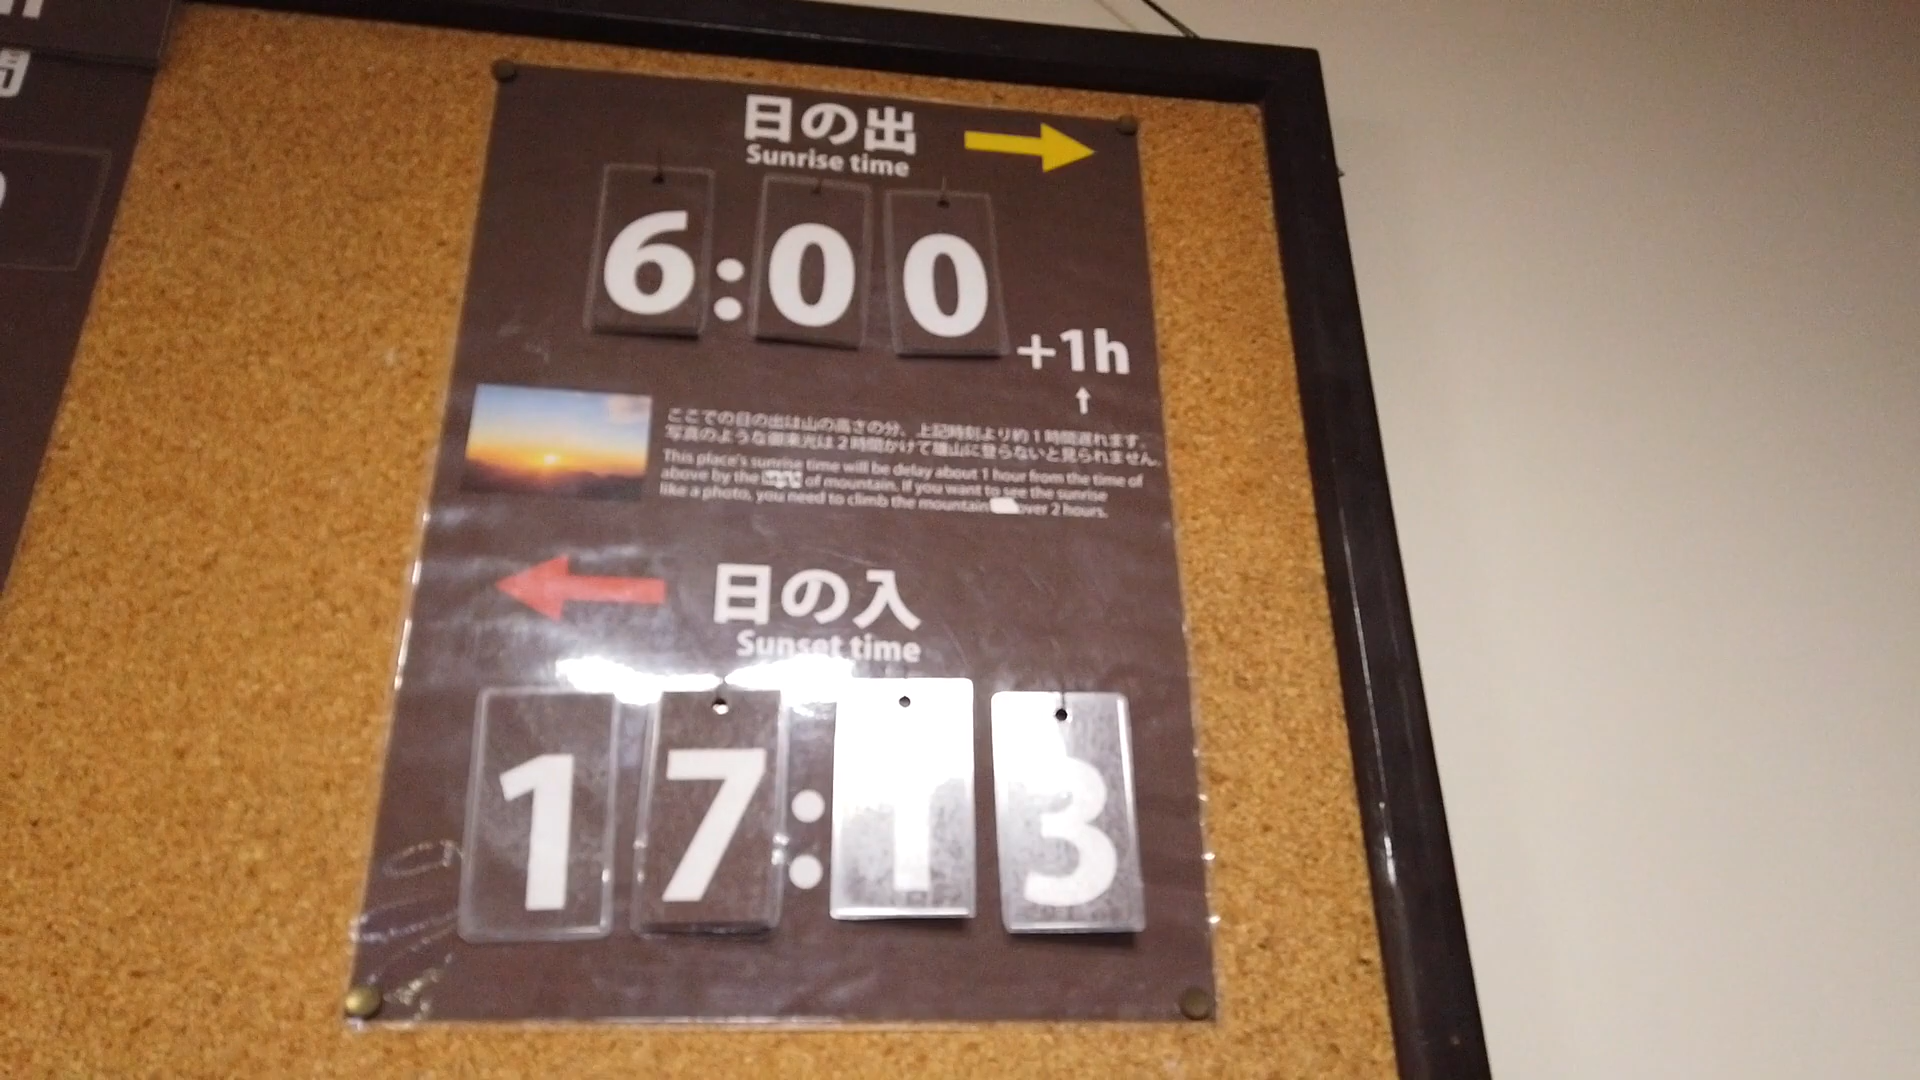 間
日の出
Sunrise time
6:00
+1h
ここでの日の出は山の高さの分、上記時刻より約1時間遅れます。
写真のような御来光は2時間かけて雄山に登らないと見られません。
This place's sunrise time will be delay about 1 hour from the time of
above by the of mountain. If you want to see the sunrise
like a photo, you need to climb the mountain over 2 hours.
日の入
Sunset time
17:13